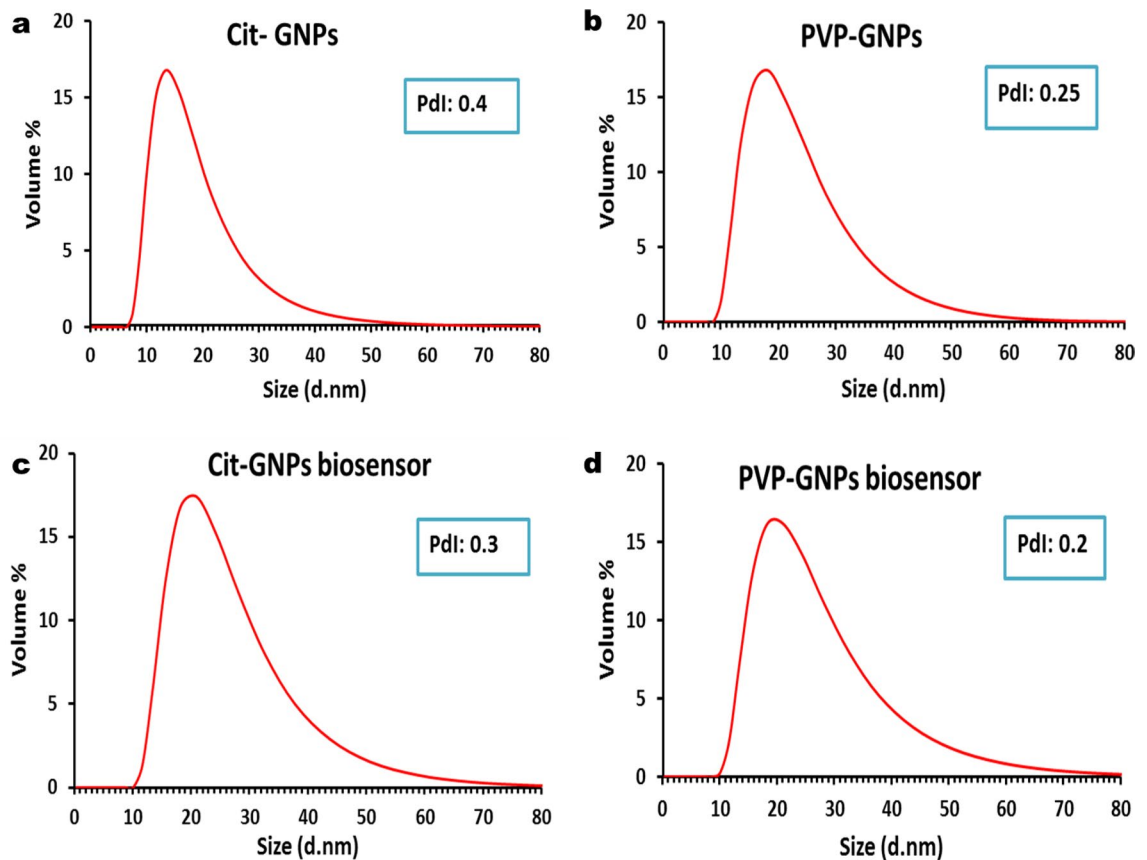 a
Cit- GNPs
PdI: 0.4
Volume %
20
15
10
5
0
0 10 20 30 40 50 60 70 80
Size (d.nm)
b
PVP-GNPs
PdI: 0.25
Volume %
20
15
10
5
0
0 10 20 30 40 50 60 70 80
Size (d.nm)
c
Cit-GNPs biosensor
PdI: 0.3
Volume %
20
15
10
5
0
0 10 20 30 40 50 60 70 80
Size (d.nm)
d
PVP-GNPs biosensor
PdI: 0.2
Volume %
20
15
10
5
0
0 10 20 30 40 50 60 70 80
Size (d.nm)